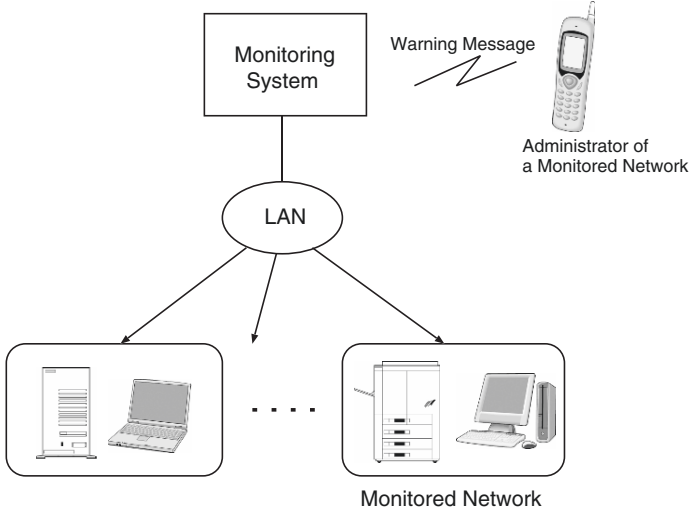 Monitoring
System
Warning Message
Administrator of
a Monitored Network
LAN
Monitored Network